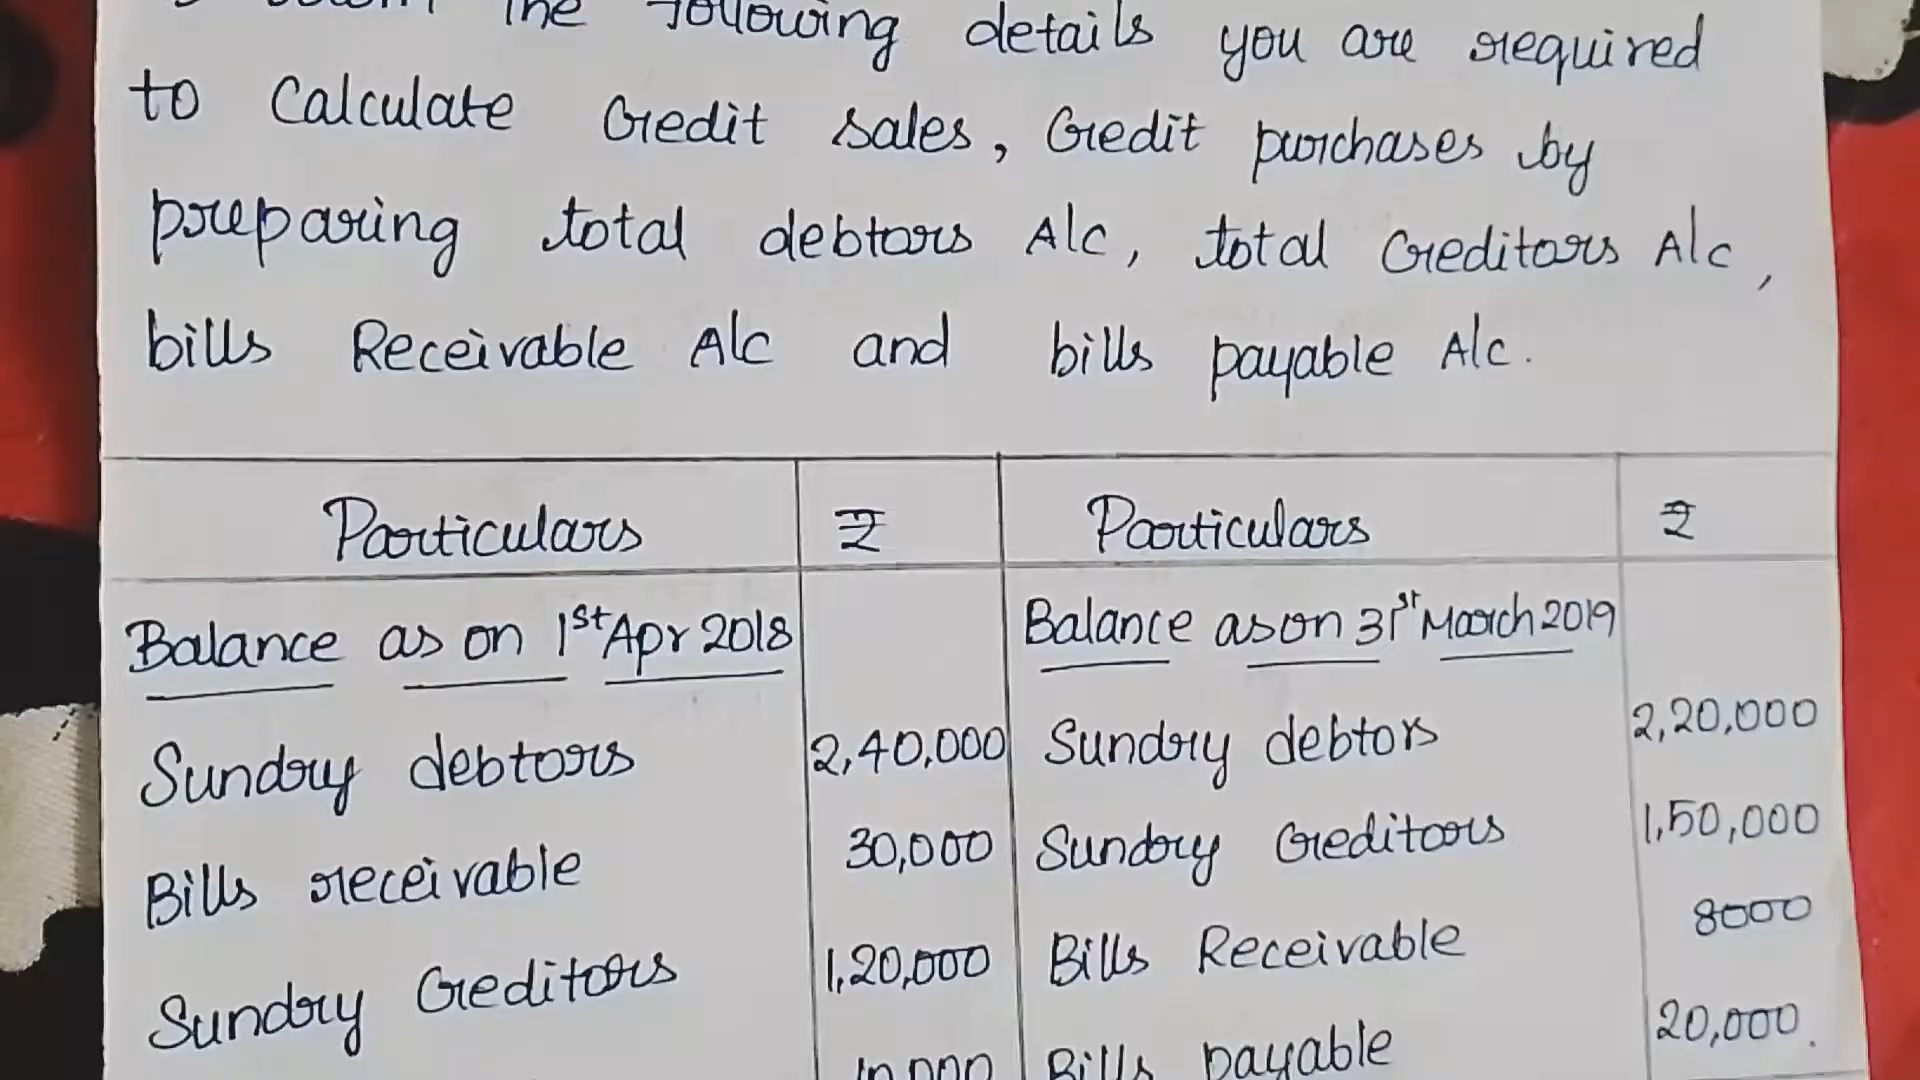 the following details you are required
to calculate credit sales, credit purchases by
preparing total debtors A/c, total creditors A/c,
bills Receivable A/c and bills payable A/c.
Particulars ₹ Particulars ₹
Balance as on 1st Apr 2018 Balance as on 31st March 2019
Sundry debtors 2,40,000 Sundry debtors 2,20,000
Bills receivable 30,000 Sundry creditors 1,50,000
Sundry creditors 1,20,000 Bills Receivable 8000
10,000 Bills payable 20,000